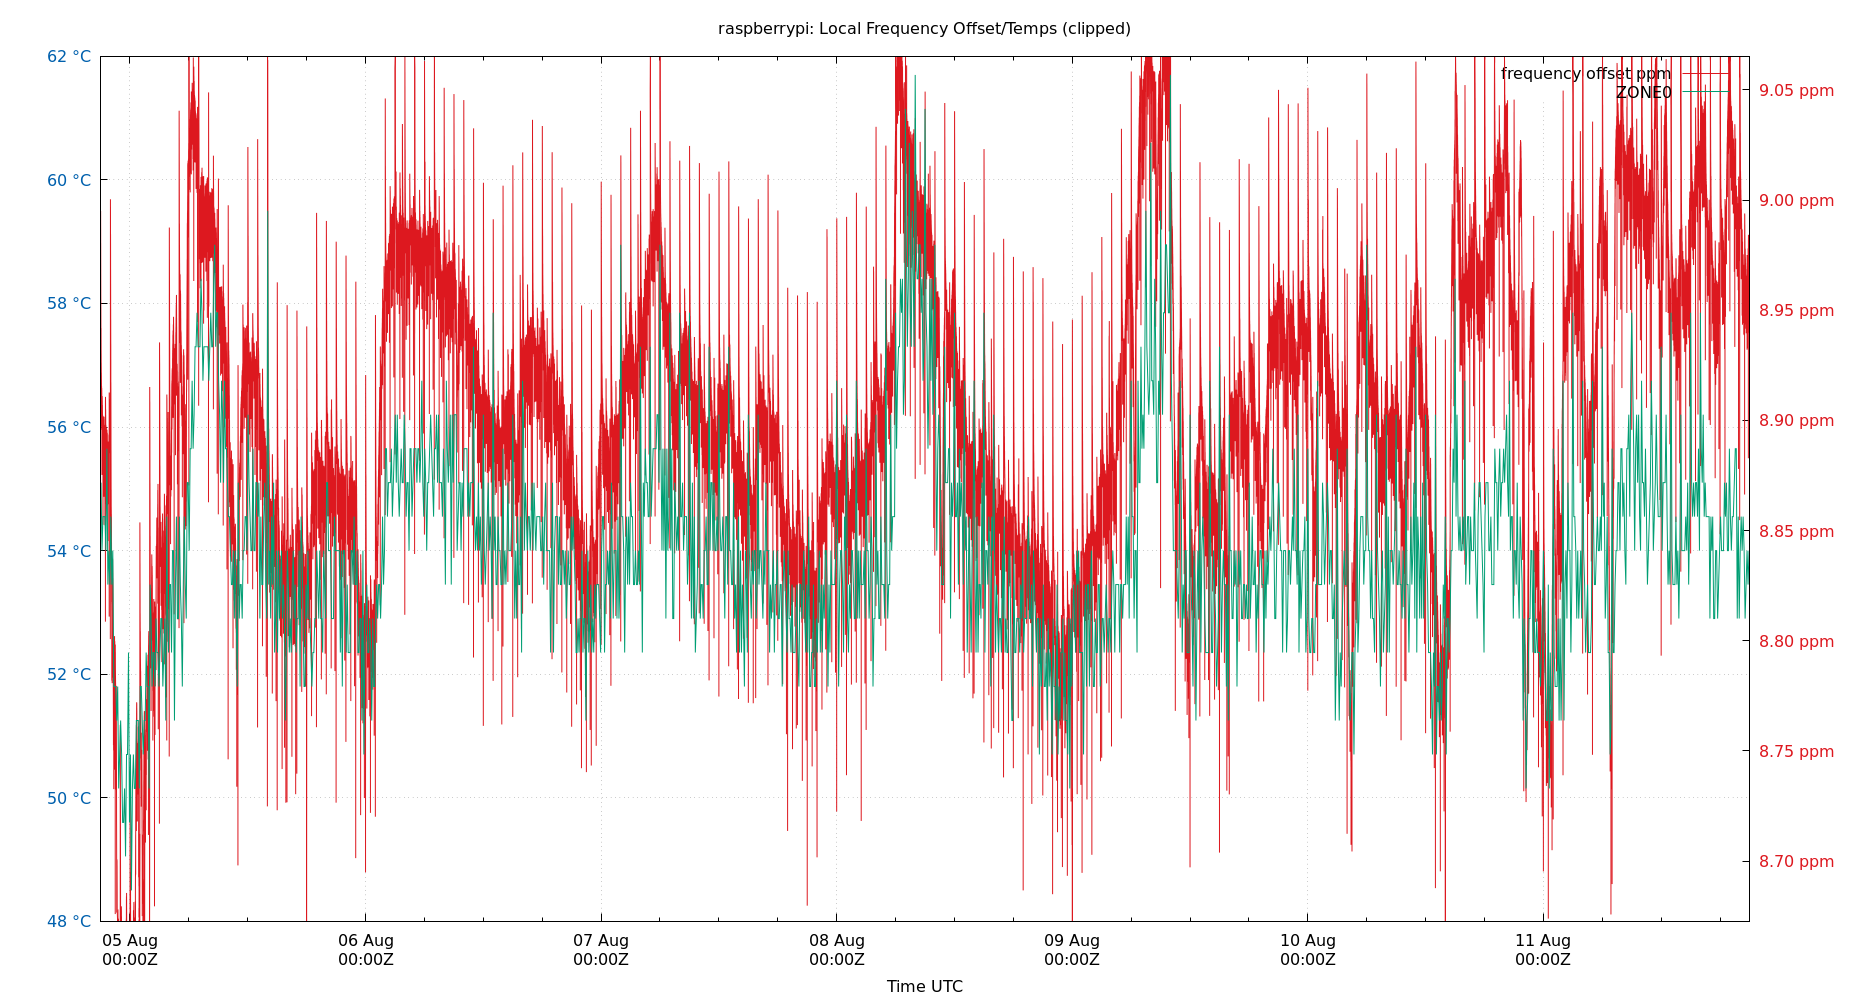 raspberrypi: Local Frequency Offset/Temps (clipped)
62 °C
60 °C
58 °C
56 °C
54 °C
52 °C
50 °C
48 °C
frequency offset ppm
ZONE0
9.05 ppm
9.00 ppm
8.95 ppm
8.90 ppm
8.85 ppm
8.80 ppm
8.75 ppm
8.70 ppm
05 Aug 06 Aug 07 Aug 08 Aug 09 Aug 10 Aug 11 Aug
00:00Z 00:00Z 00:00Z 00:00Z 00:00Z 00:00Z 00:00Z
Time UTC